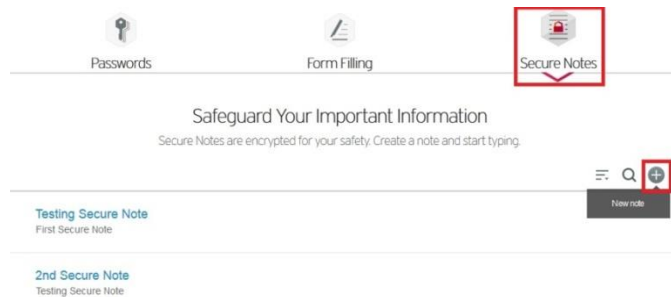 Passwords
Form Filling
Secure Notes
Safeguard Your Important Information
Secure Notes are encrypted for your safety. Create a note and start typing.
New note
Testing Secure Note
First Secure Note
2nd Secure Note
Testing Secure Note